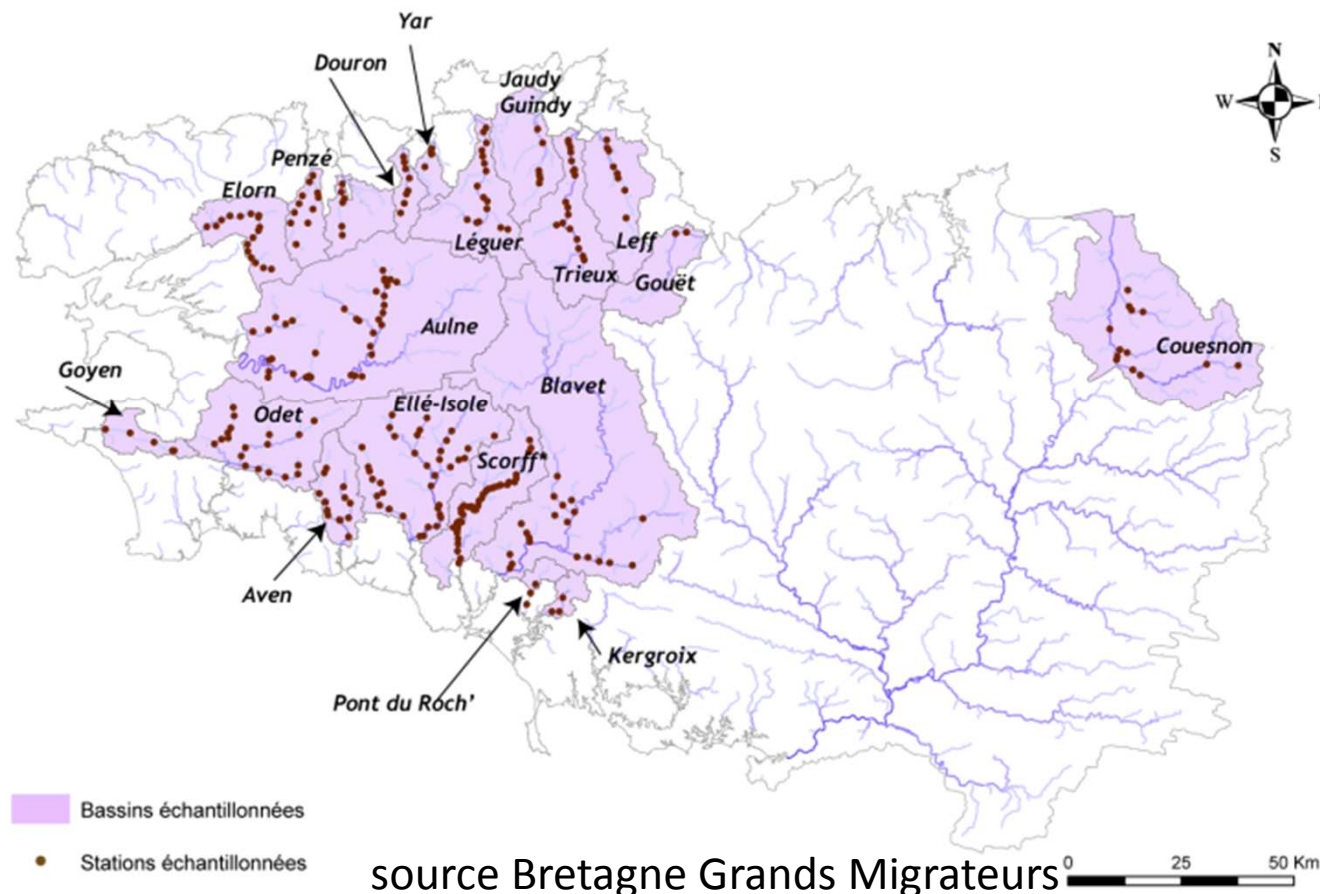 Yar
Douron
Jaudy
Guindy
N
W
S
Penzé
Elorn
Léguer
Leff
Trieux
Gouët
Aulne
Couesnon
Goyen
Blavet
Ellé-Isole
Odet
Scorff*
Aven
Kergroix
Pont du Roch'
Bassins échantillonnées
Stations échantillonnées
source Bretagne Grands Migrateurs
0 25 50 Km